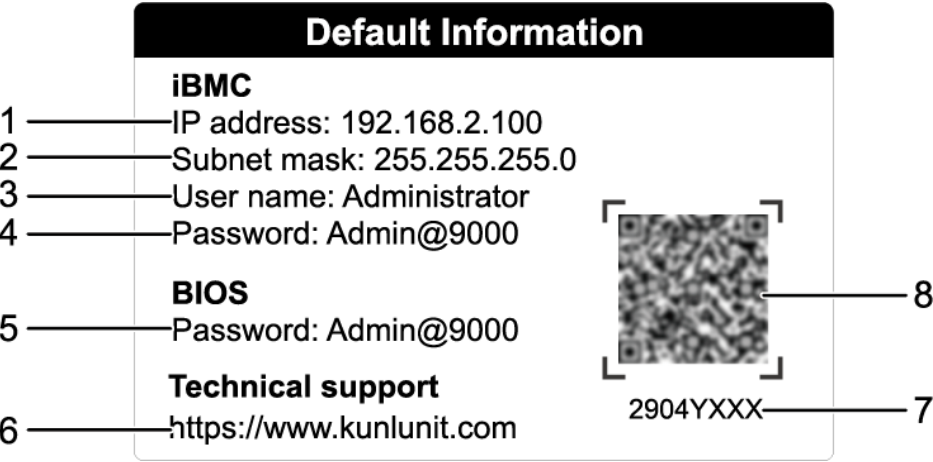 Default Information
iBMC
1 IP address: 192.168.2.100
2 Subnet mask: 255.255.255.0
3 User name: Administrator
4 Password: Admin@9000
BIOS
5 Password: Admin@9000
8
Technical support
2904YXXX 7
6 https://www.kunlunit.com